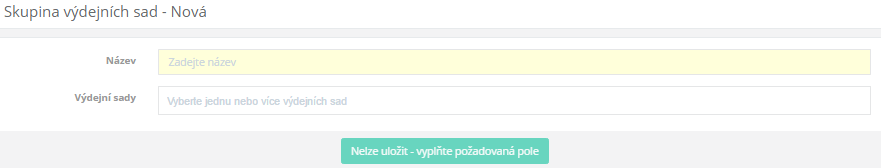 Skupina výdejních sad - Nová
Název
Zadejte název
Výdejní sady
Vyberte jednu nebo více výdejních sad
Nelze uložit - vyplňte požadovaná pole